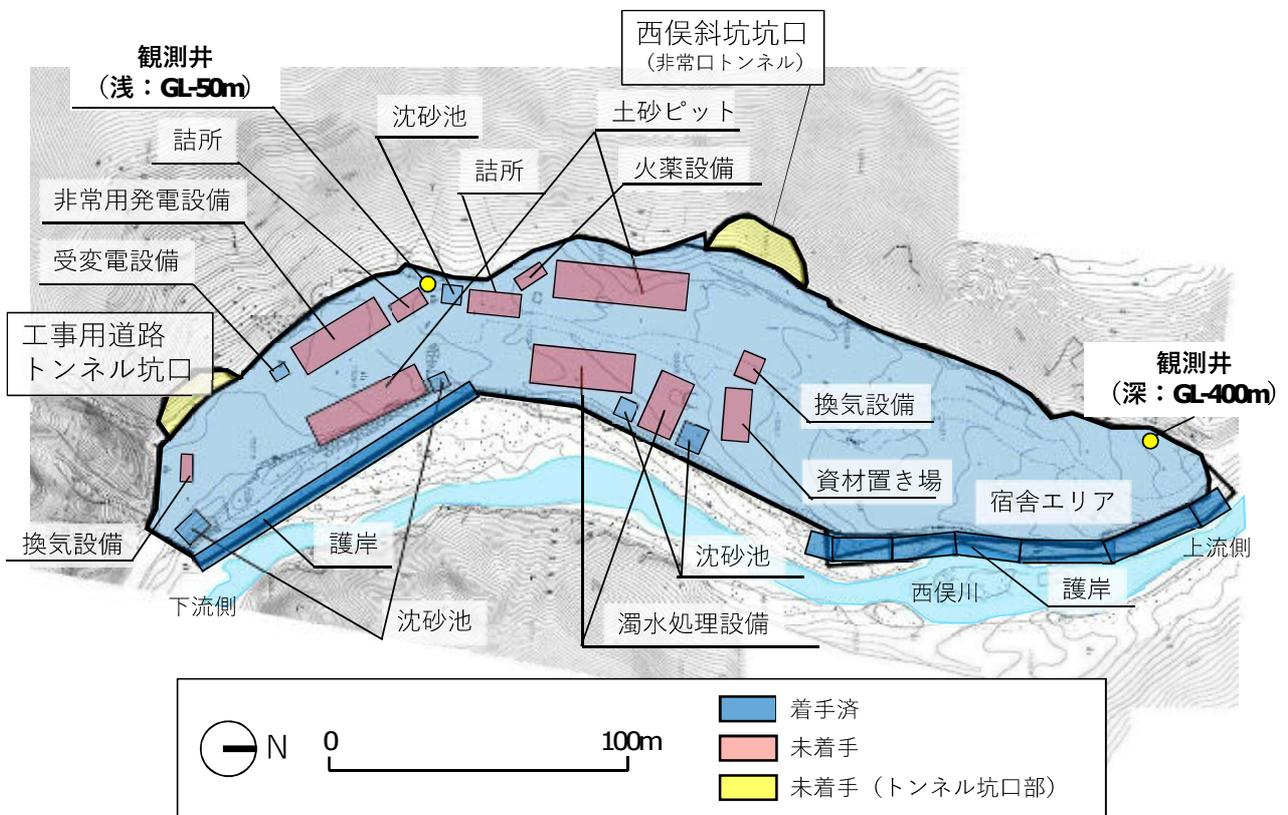 西俣斜坑坑口
（非常口トンネル）
観測井
（浅：GL-50m）
沈砂池
土砂ピット
詰所
詰所
火薬設備
非常用発電設備
受変電設備
工事用道路
トンネル坑口
観測井
（深：GL-400m）
換気設備
資材置き場
宿舎エリア
換気設備
護岸
沈砂池
上流側
西俣川
護岸
下流側
沈砂池
濁水処理設備
N
0
100m
着手済
未着手
未着手（トンネル坑口部）